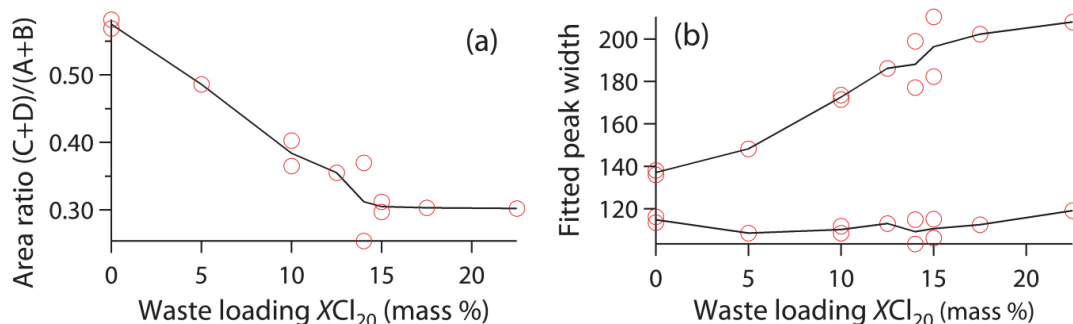 Area ratio (C+D)/(A+B)
0.50
0.40
0.30
(a)
0 5 10 15 20
Waste loading XCl₂₀ (mass %)
Fitted peak width
200
180
160
140
120
(b)
0 5 10 15 20
Waste loading XCl₂₀ (mass %)